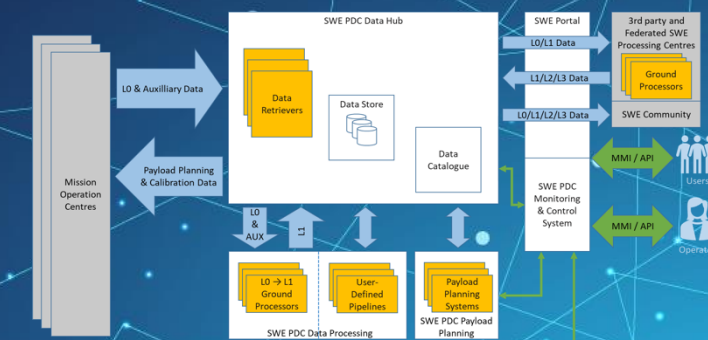 SWE PDC Data Hub
SWE Portal
3rd party and
Federated SWE
Processing Centres
L0/L1 Data
L1/L2/L3 Data
L0/L1/L2/L3 Data
Ground
Processors
SWE Community
L0 & Auxilliary Data
Data
Retrievers
Data Store
Data
Catalogue
Payload Planning
& Calibration Data
Mission
Operation
Centres
MMI / API
Users
SWE PDC
Monitoring
& Control
System
MMI / API
Operat
L0
&
AUX
L1
L0 → L1
Ground
Processors
User-
Defined
Pipelines
SWE PDC Data Processing
Payload
Planning
Systems
SWE PDC Payload
Planning